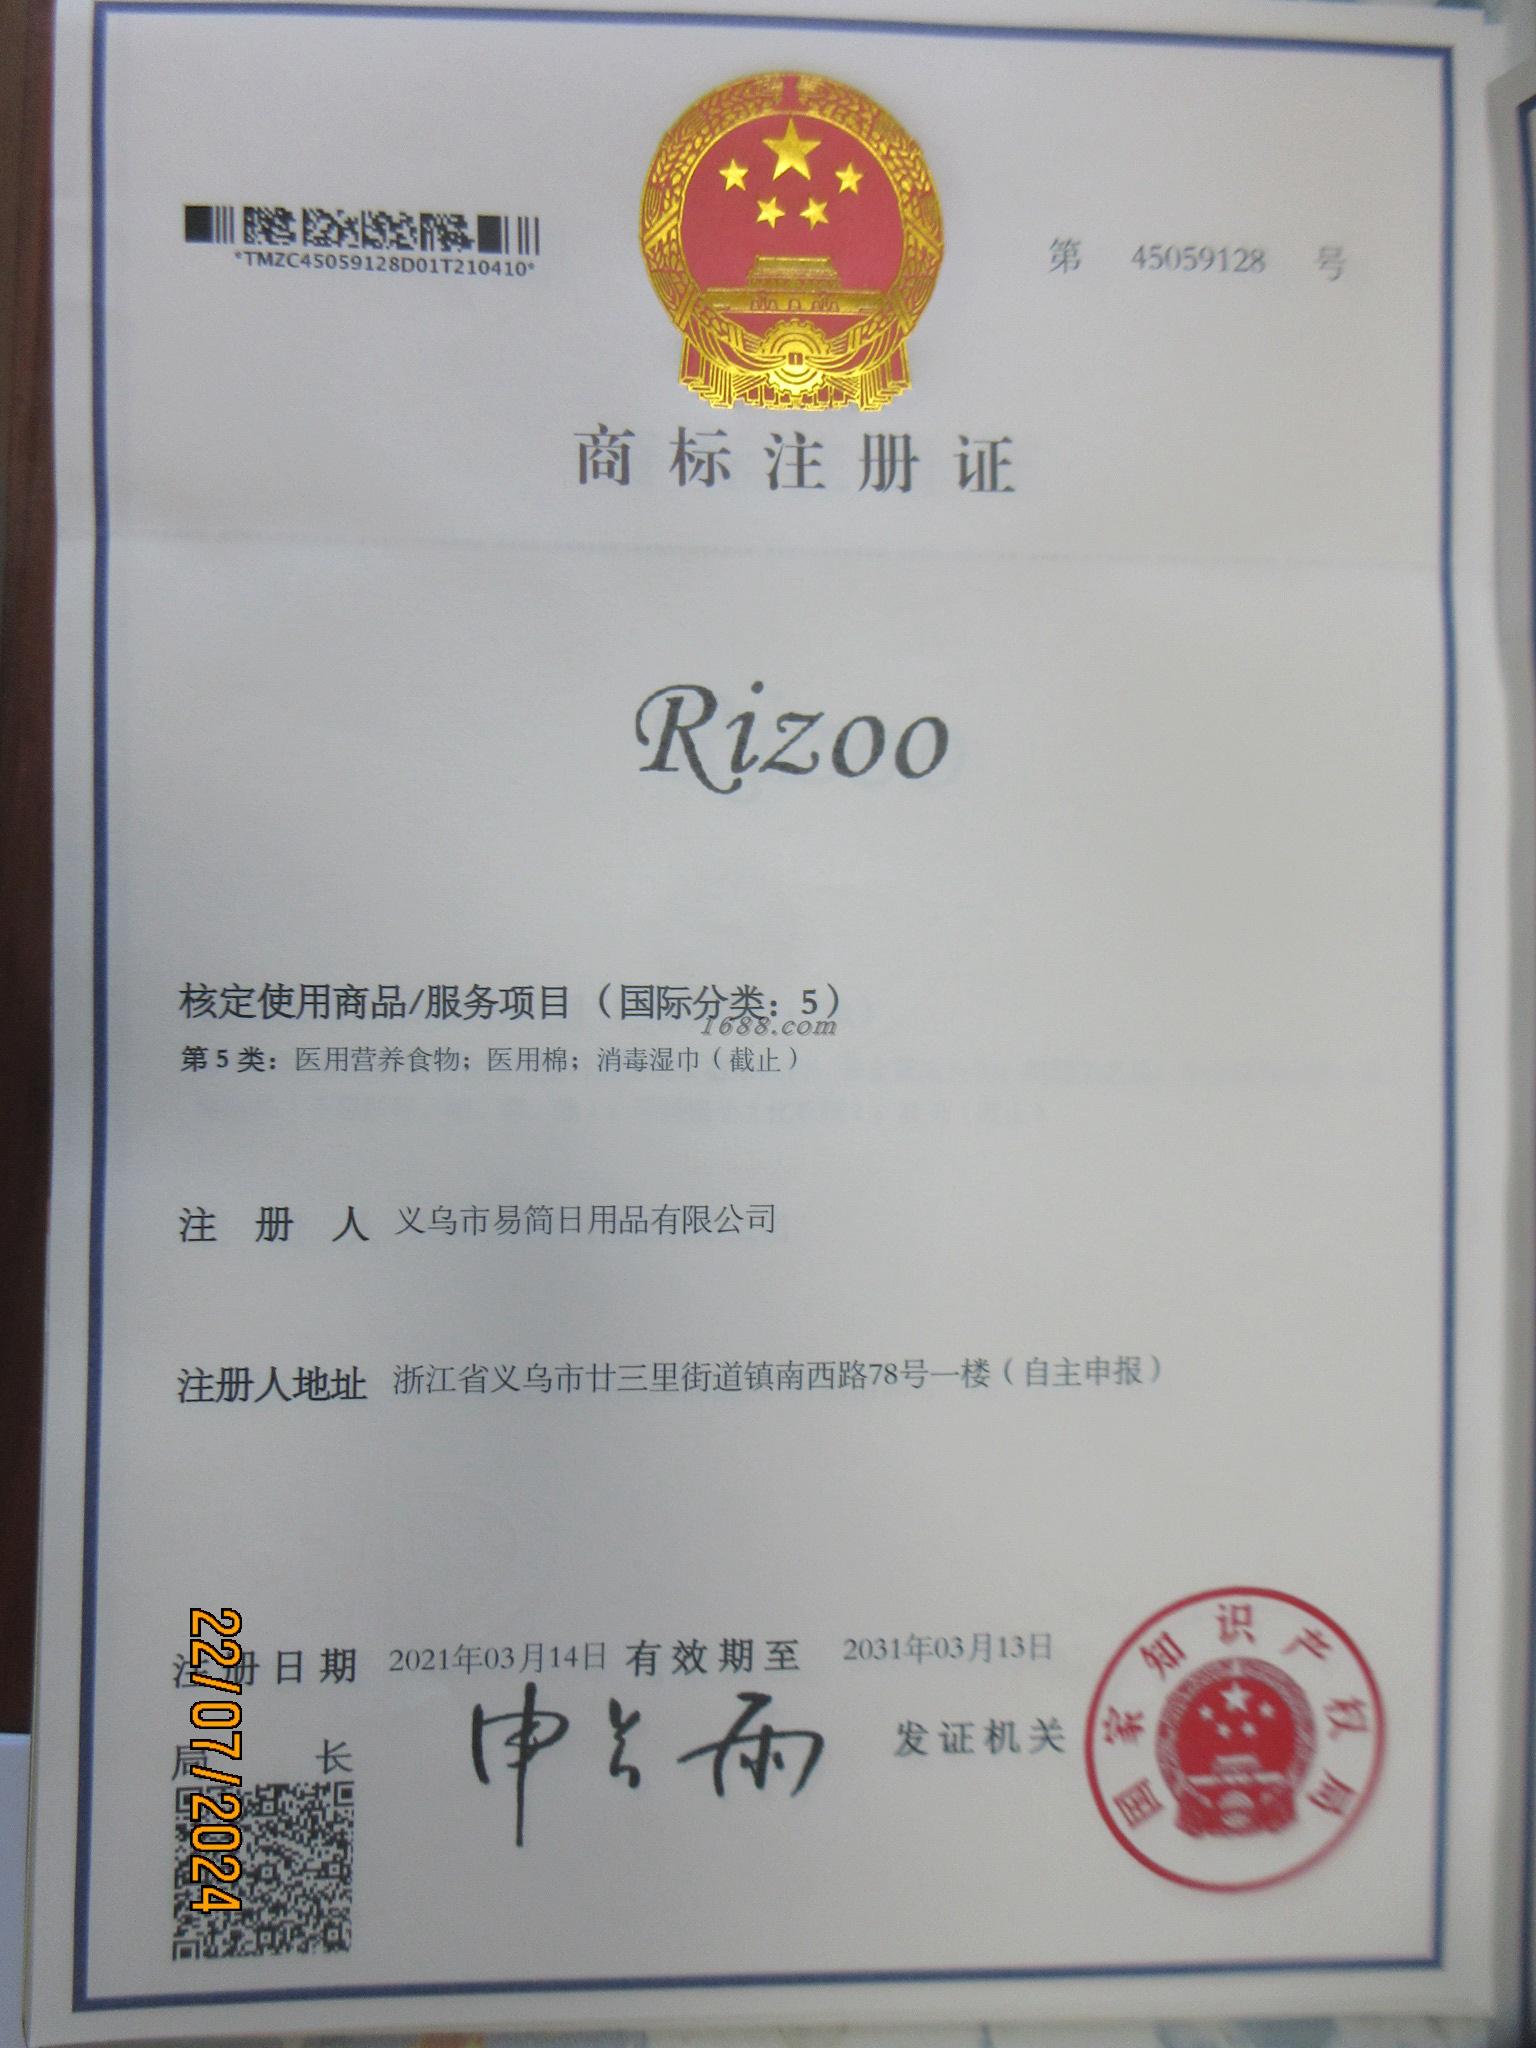 *TMZC45059128D01T210410*
第 45059128 号
商标注册证
Rizoo
核定使用商品/服务项目（国际分类：5）
1688.com
第5类：医用营养食物；医用棉；消毒湿巾（截止）
注册人 义乌市易简日用品有限公司
注册人地址 浙江省义乌市廿三里街道镇南西路78号一楼（自主申报）
注册日期 2021年03月14日 有效期至 2031年03月13日
局长 申长雨 发证机关
国家知识产权局
22/07/2024